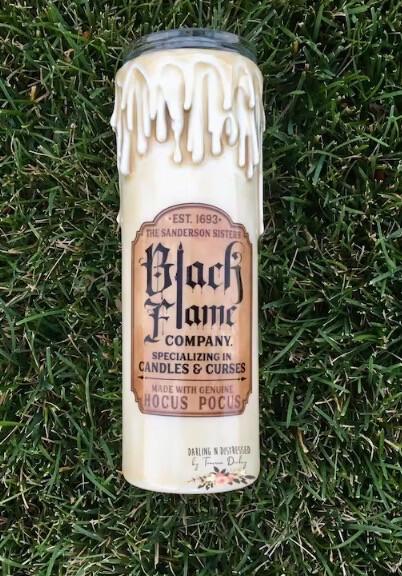 ·EST. 1693·
THE SANDERSON SISTERS
Black
Flame
COMPANY.
SPECIALIZING IN
CANDLES & CURSES
MADE WITH GENUINE
HOCUS POCUS
DARLING N DISTRESSED
by